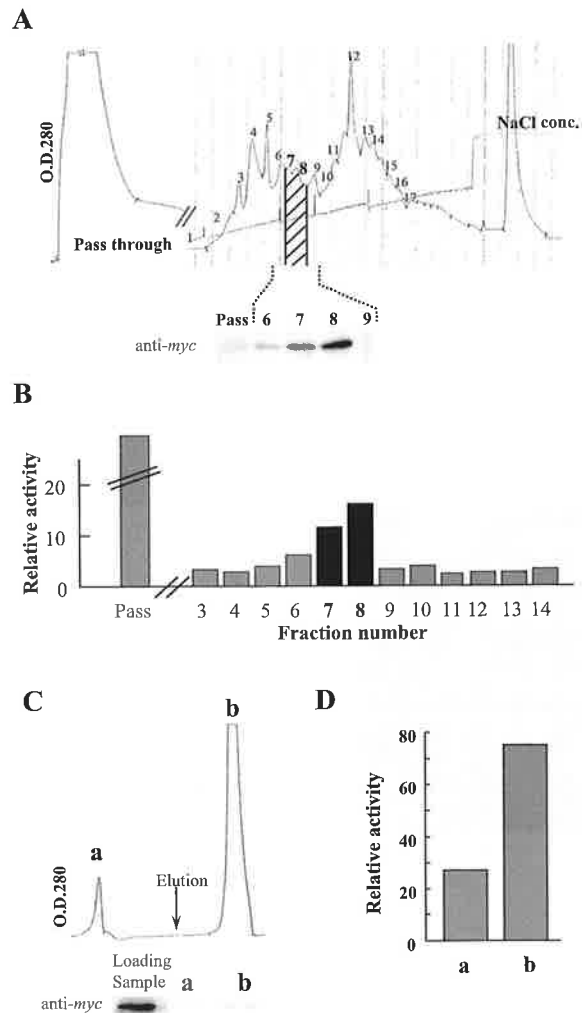 A
O.D.280
Pass through
1 1 2 3 4 5 6 7 8 9 10 11 12 13 14 15 16 17
NaCl conc.
Pass 6 7 8 9
anti-myc
B
Relative activity
20
10
0
Pass 3 4 5 6 7 8 9 10 11 12 13 14
Fraction number
C
O.D.280
a
b
Elution
Loading
Sample a b
anti-myc
D
Relative activity
80
60
40
20
0
a b